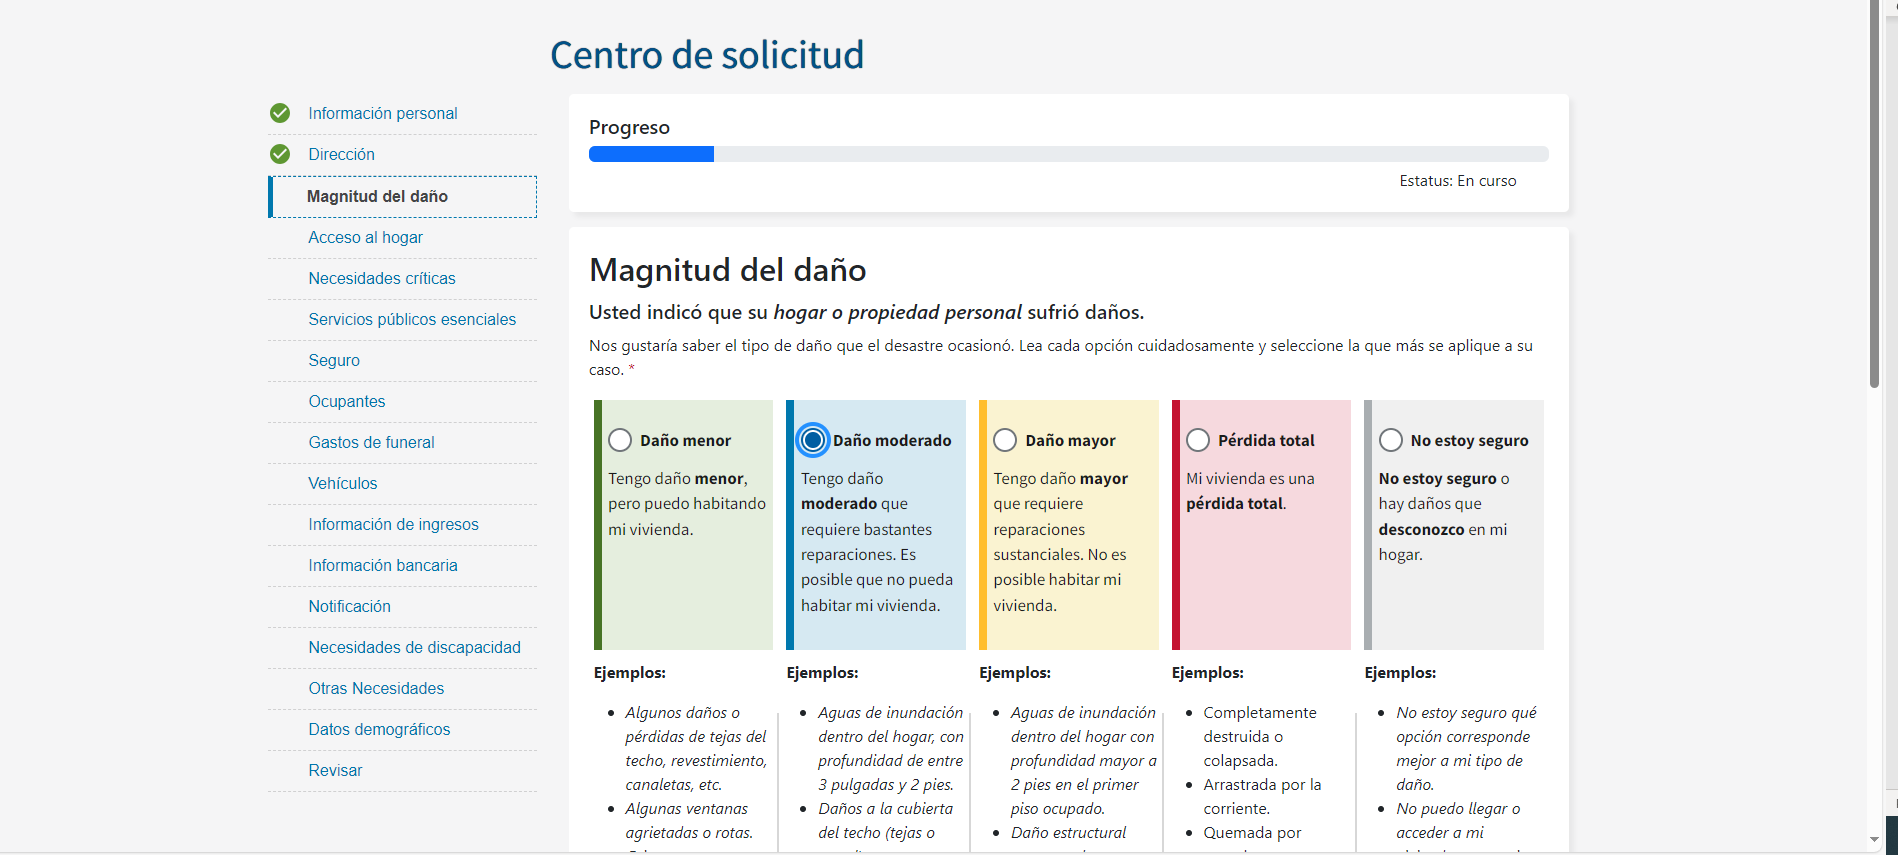 Centro de solicitud
Información personal
Dirección
Magnitud del daño
Acceso al hogar
Necesidades críticas
Servicios públicos esenciales
Seguro
Ocupantes
Gastos de funeral
Vehículos
Información de ingresos
Información bancaria
Notificación
Necesidades de discapacidad
Otras Necesidades
Datos demográficos
Revisar
Progreso
Estatus: En curso
Magnitud del daño
Usted indicó que su hogar o propiedad personal sufrió daños.
Nos gustaría saber el tipo de daño que el desastre ocasionó. Lea cada opción cuidadosamente y seleccione la que más se aplique a su
caso. *
Daño menor
Tengo daño menor,
pero puedo habitando
mi vivienda.
Daño moderado
Tengo daño
moderado que
requiere bastantes
reparaciones. Es
posible que no pueda
habitar mi vivienda.
Daño mayor
Tengo daño mayor
que requiere
reparaciones
sustanciales. No es
posible habitar mi
vivienda.
Pérdida total
Mi vivienda es una
pérdida total.
No estoy seguro
No estoy seguro o
hay daños que
desconozco en mi
hogar.
Ejemplos:
• Algunos daños o
pérdidas de tejas del
techo, revestimiento,
canaletas, etc.
• Algunas ventanas
agrietadas o rotas.
Ejemplos:
• Aguas de inundación
dentro del hogar, con
profundidad de entre
3 pulgadas y 2 pies.
• Daños a la cubierta
del techo (tejas o
Ejemplos:
• Aguas de inundación
dentro del hogar con
profundidad mayor a
2 pies en el primer
piso ocupado.
• Daño estructural
Ejemplos:
• Completamente
destruida o
colapsada.
• Arrastrada por la
corriente.
• Quemada por
Ejemplos:
• No estoy seguro qué
opción corresponde
mejor a mi tipo de
daño.
• No puedo llegar o
acceder a mi